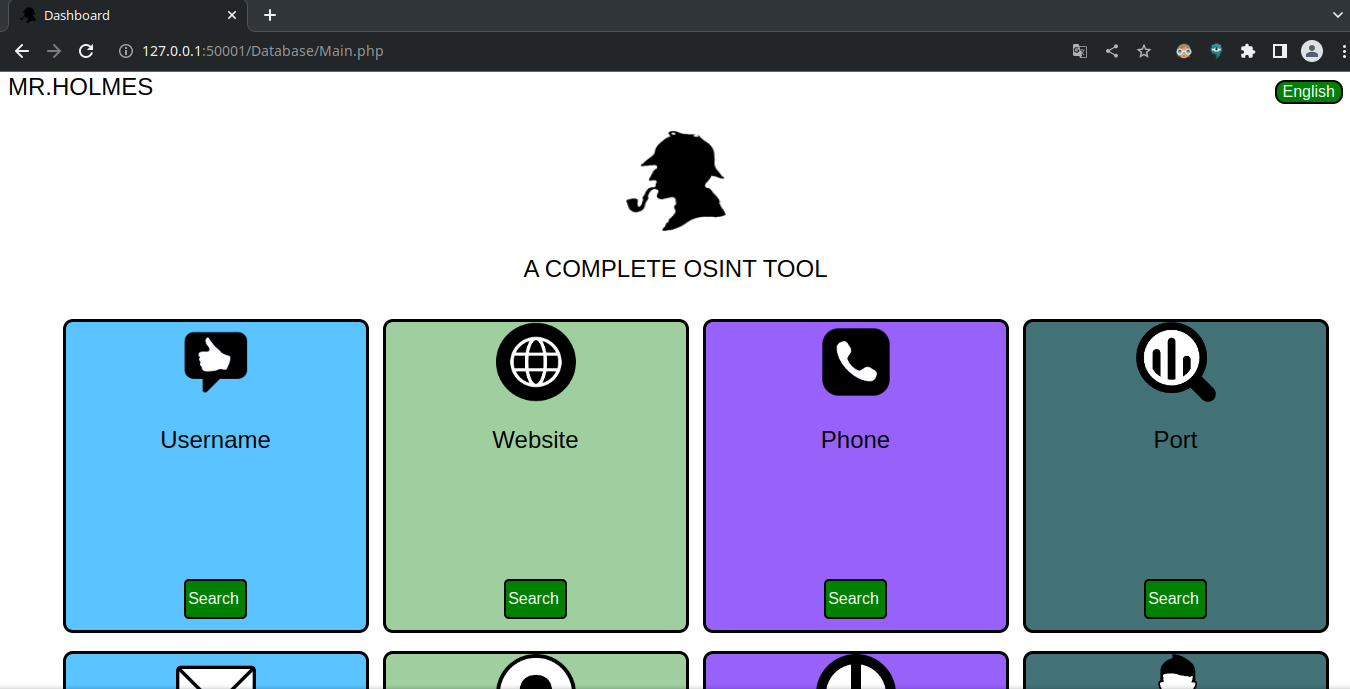 Dashboard
127.0.0.1:50001/Database/Main.php
MR.HOLMES
English
A COMPLETE OSINT TOOL
Username
Website
Phone
Port
Search
Search
Search
Search